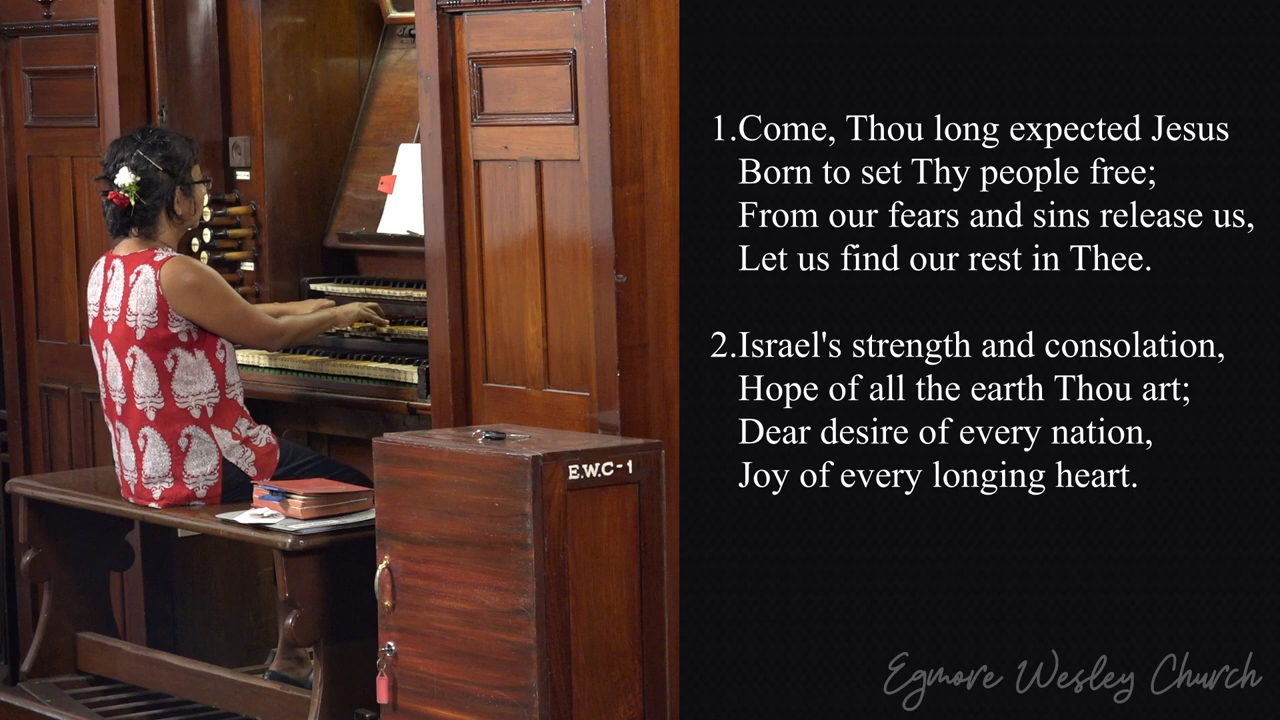 1.Come, Thou long expected Jesus
Born to set Thy people free;
From our fears and sins release us,
Let us find our rest in Thee.
2.Israel's strength and consolation,
Hope of all the earth Thou art;
Dear desire of every nation,
Joy of every longing heart.
E.W.C-1
Egmore Wesley Church